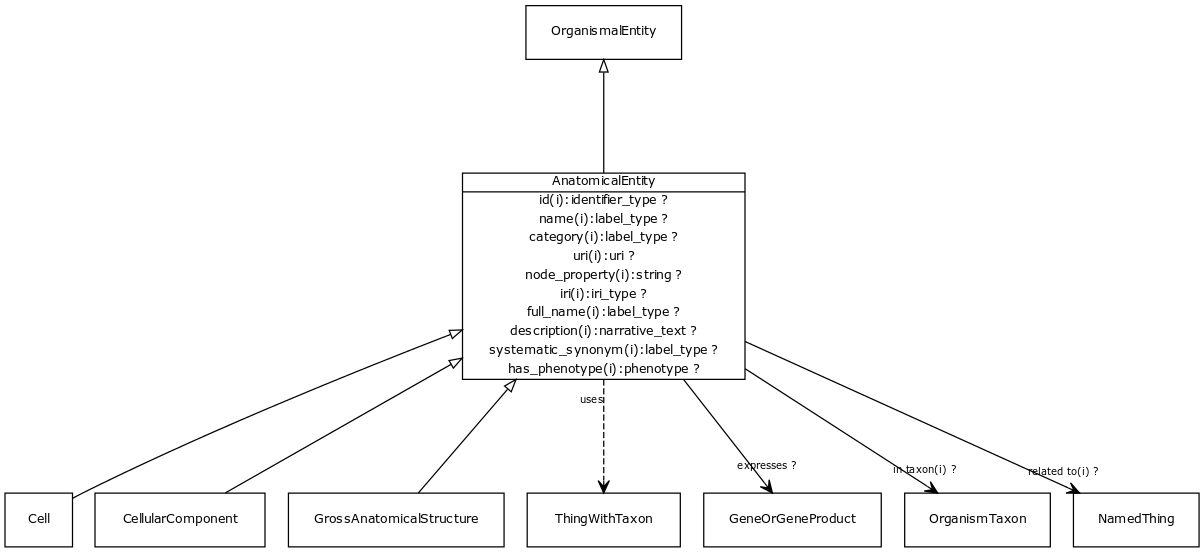 OrganismalEntity
AnatomicalEntity
id(i):identifier_type ?
name(i):label_type ?
category(i):label_type ?
uri(i):uri ?
node_property(i):string ?
iri(i):iri_type ?
full_name(i):label_type ?
description(i):narrative_text ?
systematic_synonym(i):label_type ?
has_phenotype(i):phenotype ?
uses
expresses ?
in taxon(i) ?
related to(i) ?
Cell
CellularComponent
GrossAnatomicalStructure
ThingWithTaxon
GeneOrGeneProduct
OrganismTaxon
NamedThing